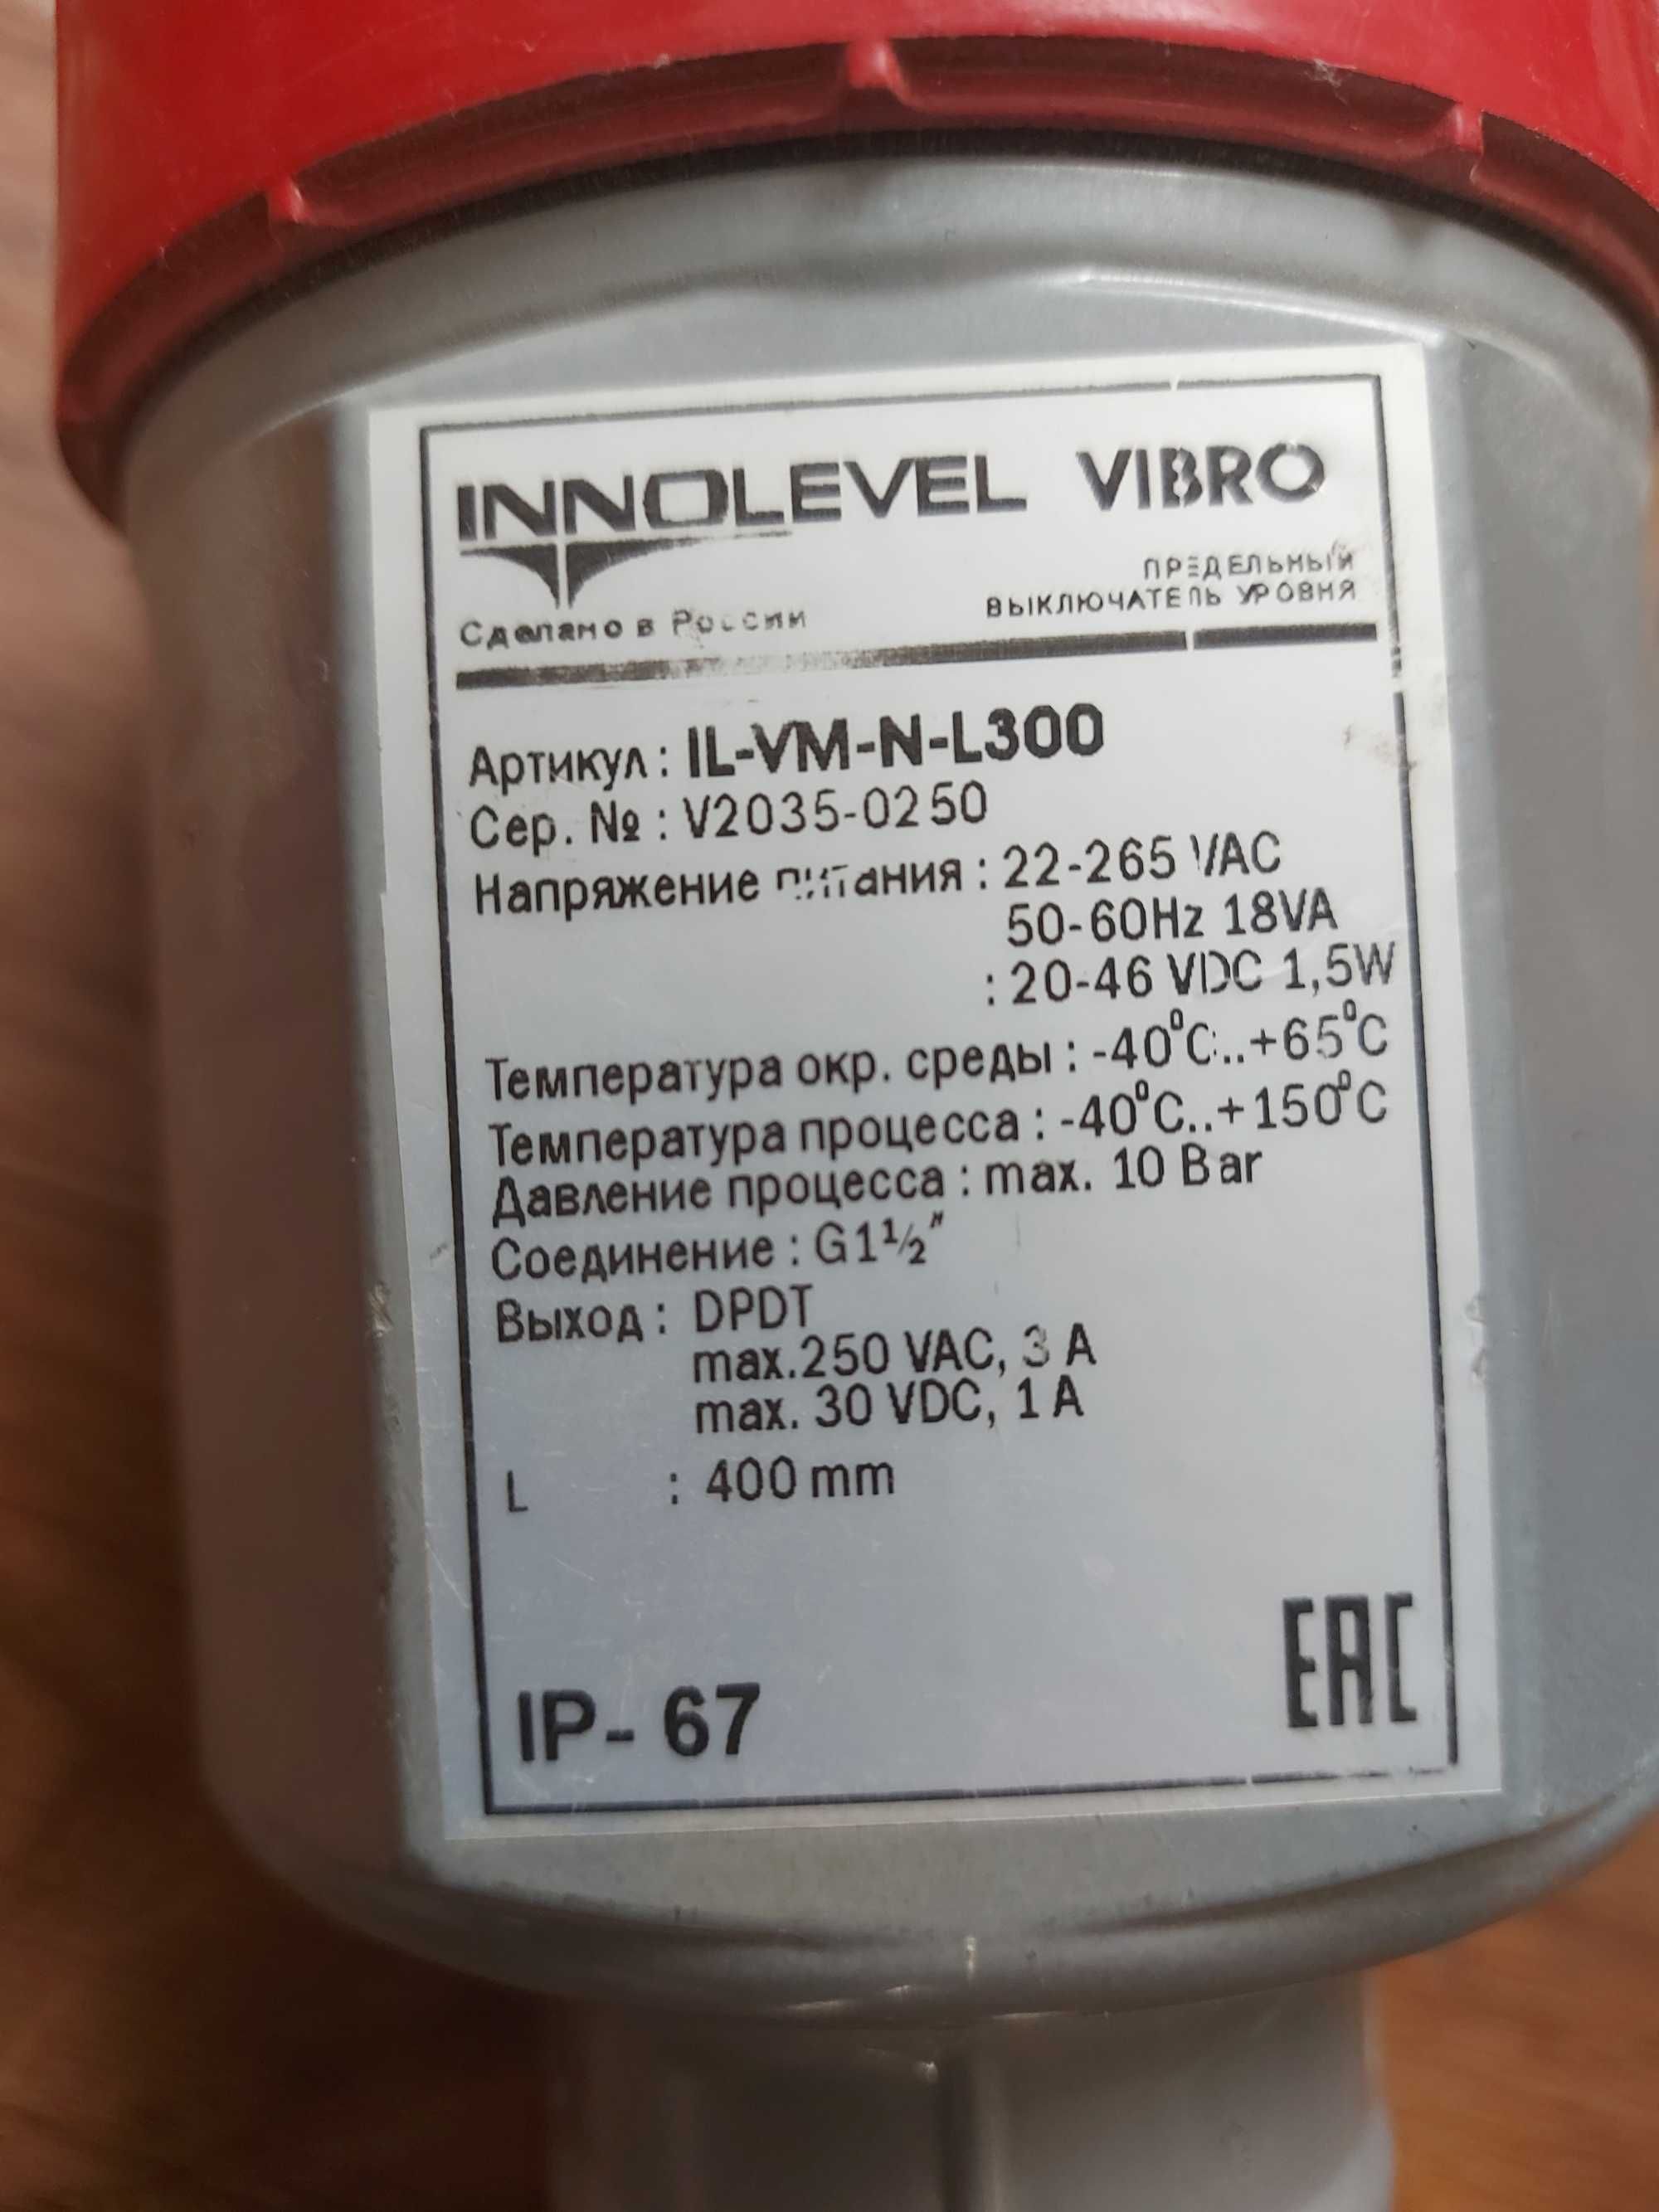 INNOLEVEL VIBRO
ПРЕДЕЛЬНЫЙ
ВЫКЛЮЧАТЕЛЬ УРОВНЯ
Сделано в России
Артикул : IL-VM-N-L300
Сер. № : V2035-0250
Напряжение питания : 22-265 VAC
50-60Hz 18VA
: 20-46 VDC 1,5W
Температура окр. среды : -40°C...+65°C
Температура процесса : -40°C..+150°C
Давление процесса : max. 10 Bar
Соединение : G1½"
Выход : DPDT
max.250 VAC, 3 A
max. 30 VDC, 1 A
L : 400 mm
IP- 67
EAC